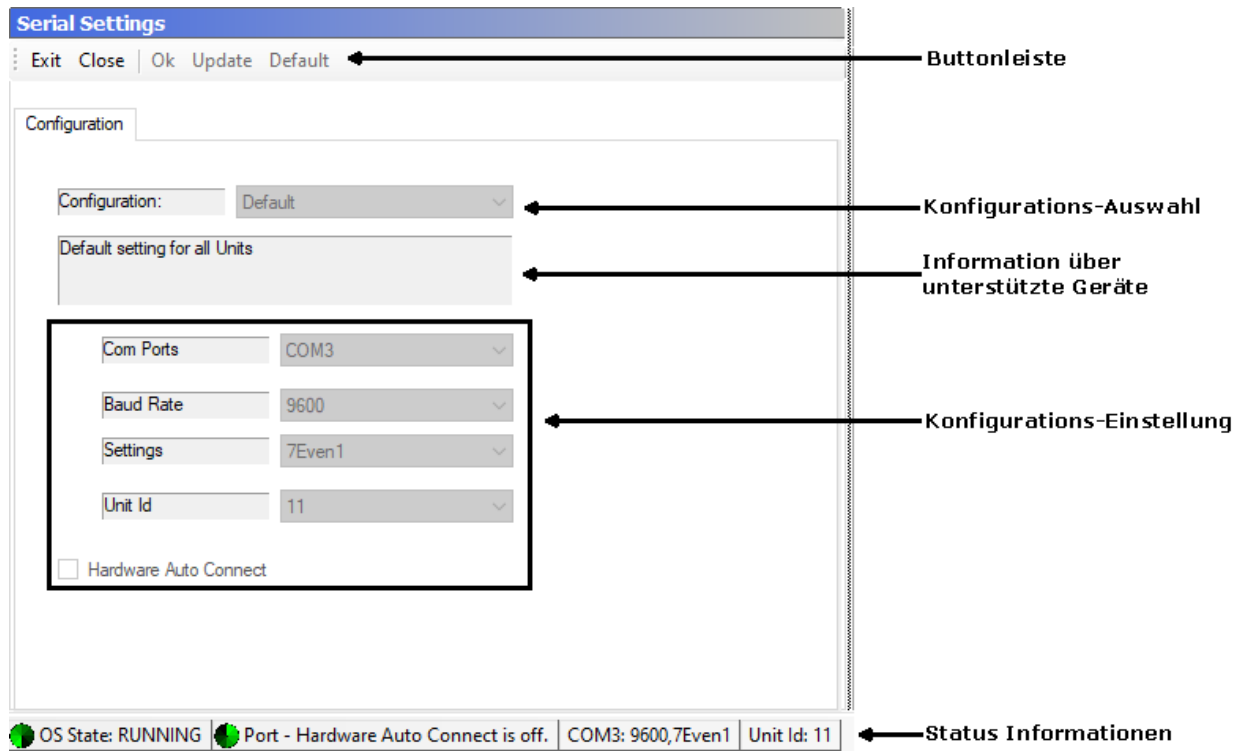 Serial Settings
Exit Close Ok Update Default
Buttonleiste
Configuration
Configuration: Default
Konfigurations-Auswahl
Default setting for all Units
Information über
unterstützte Geräte
Com Ports COM3
Baud Rate 9600
Konfigurations-Einstellung
Settings 7Even1
Unit Id 11
Hardware Auto Connect
OS State: RUNNING Port - Hardware Auto Connect is off. COM3: 9600,7Even1 Unit Id: 11
Status Informationen